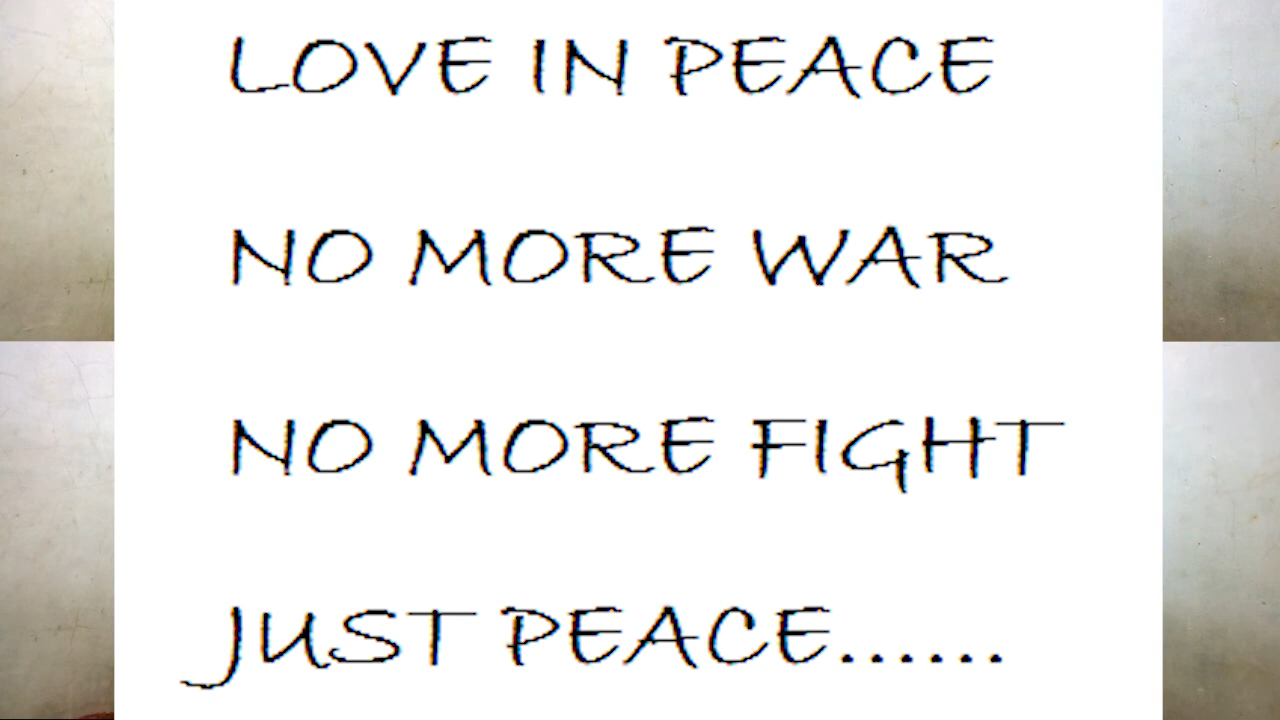 LOVE IN PEACE
NO MORE WAR
NO MORE FIGHT
JUST PEACE......